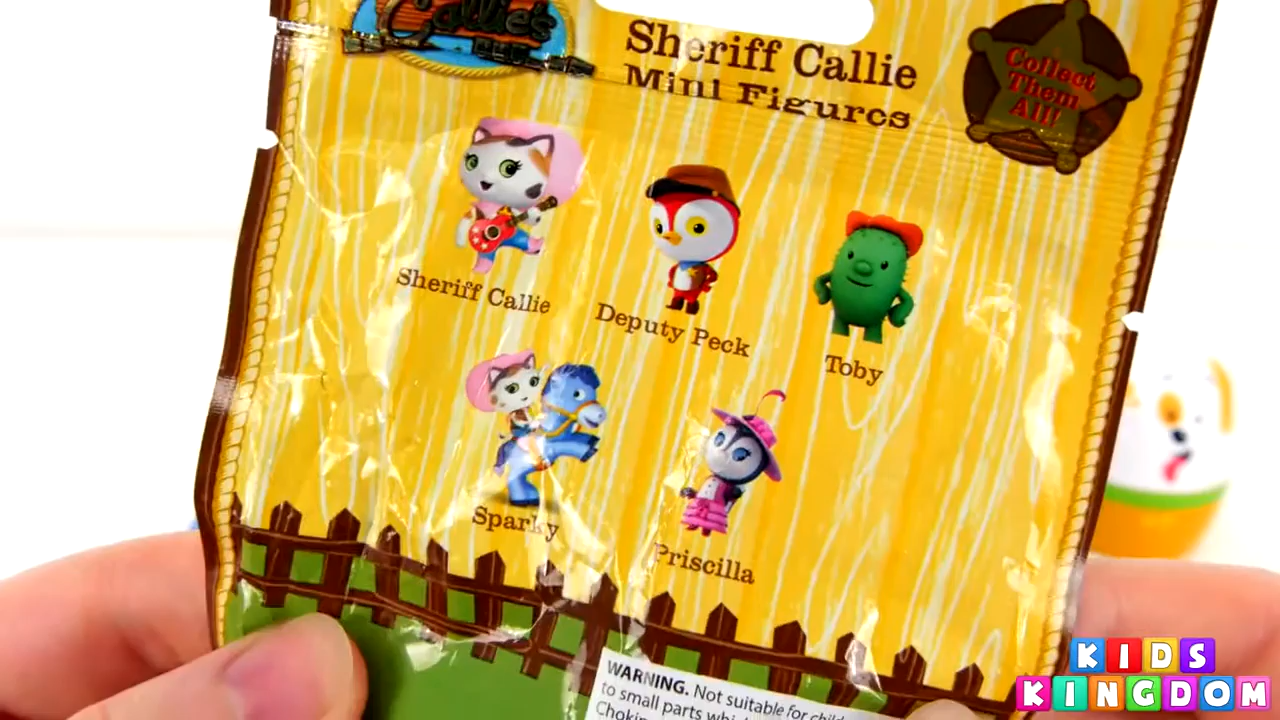 Callie's
Sheriff Callie
Mini Figures
Collect
Them
All!
Sheriff Callie
Deputy Peck
Toby
Sparky
Priscilla
WARNING. Not suitable for
to small parts
KIDS
KINGDOM